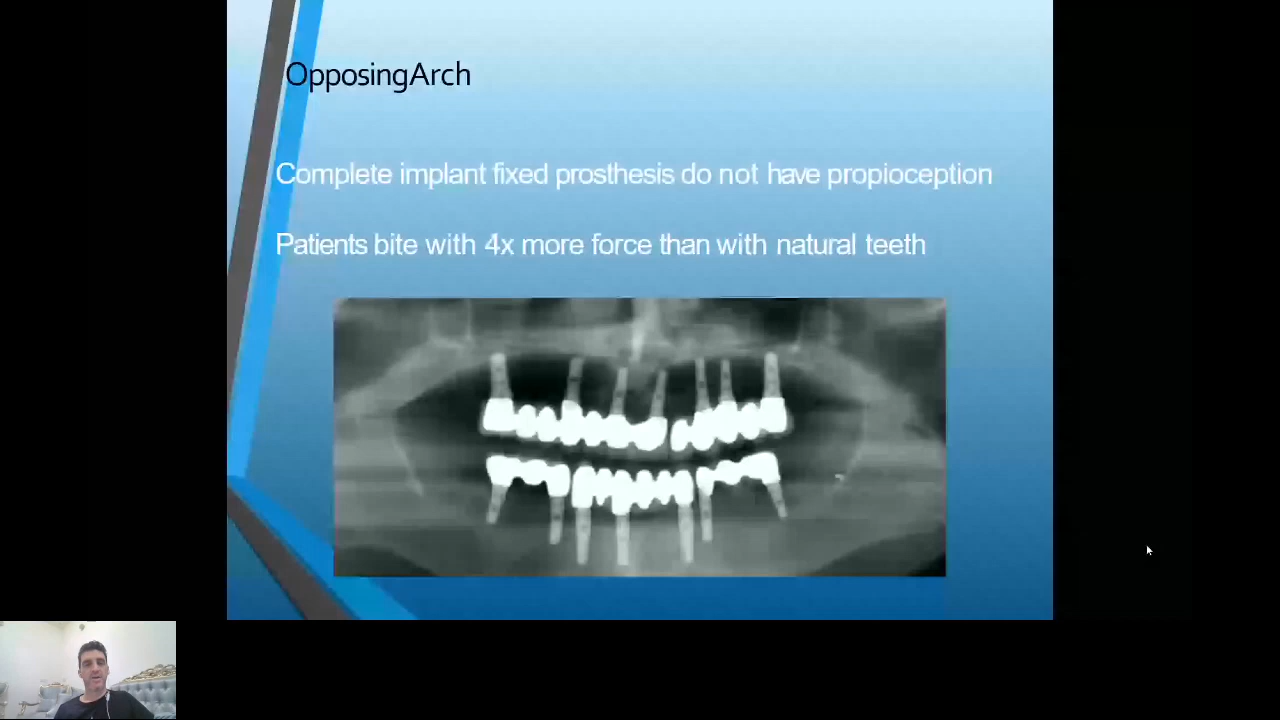 OpposingArch
Complete implant fixed prosthesis do not have propioception
Patients bite with 4x more force than with natural teeth